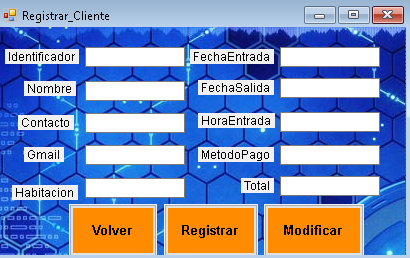 Registrar_Cliente
Identificador
FechaEntrada
Nombre
FechaSalida
Contacto
HoraEntrada
Gmail
MetodoPago
Habitacion
Total
Volver
Registrar
Modificar